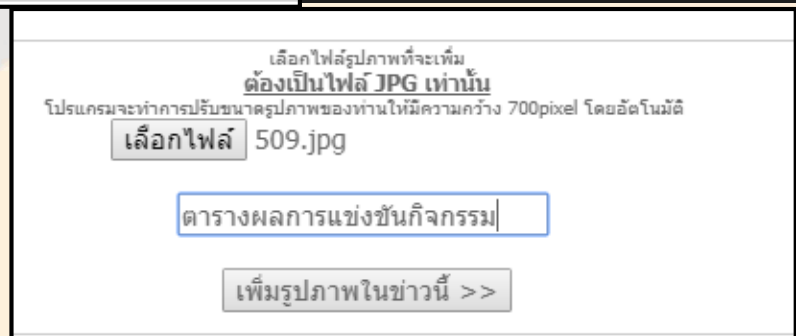 เลือกไฟล์รูปภาพที่จะเพิ่ม
ต้องเป็นไฟล์ JPG เท่านั้น
โปรแกรมจะทำการปรับขนาดรูปภาพของท่านให้มีความกว้าง 700pixel โดยอัตโนมัติ
เลือกไฟล์ 509.jpg
ตารางผลการแข่งขันกิจกรรม
เพิ่มรูปภาพในข่าวนี้ >>